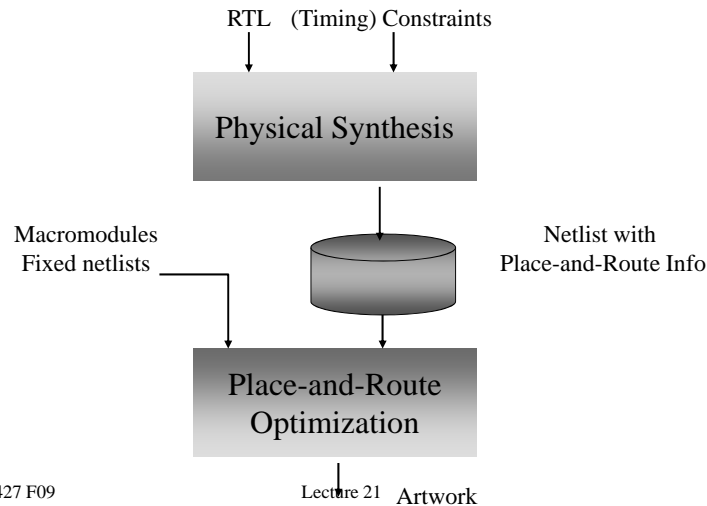 RTL (Timing) Constraints
Physical Synthesis
Macromodules
Fixed netlists
Netlist with
Place-and-Route Info
Place-and-Route
Optimization
427 F09
Lecture 21
Artwork